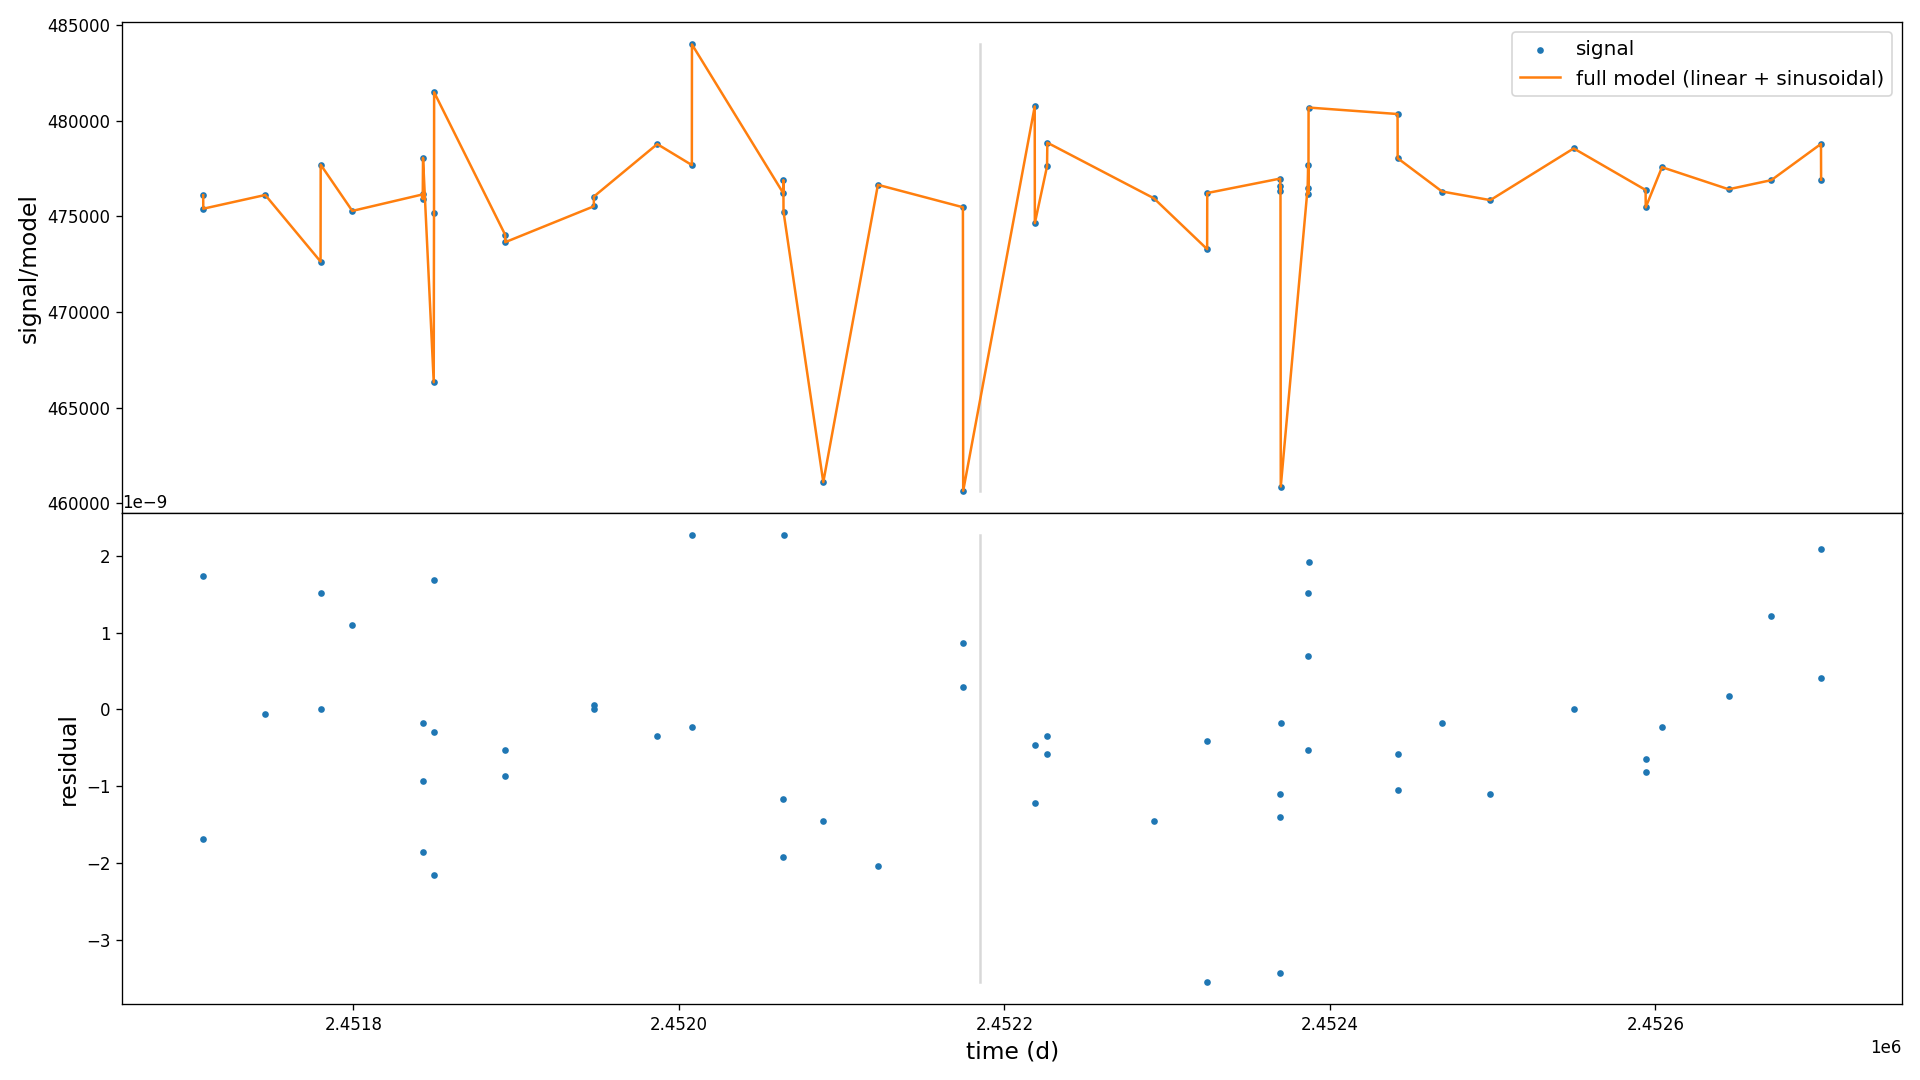 485000
480000
475000
470000
465000
460000
signal/model
signal
full model (linear + sinusoidal)
1e−9
2
1
0
−1
−2
−3
residual
2.4518
2.4520
2.4522
2.4524
2.4526
time (d)
1e6